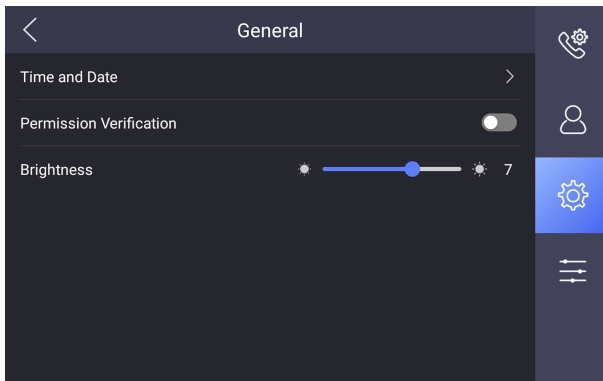 General
Time and Date
Permission Verification
Brightness 7